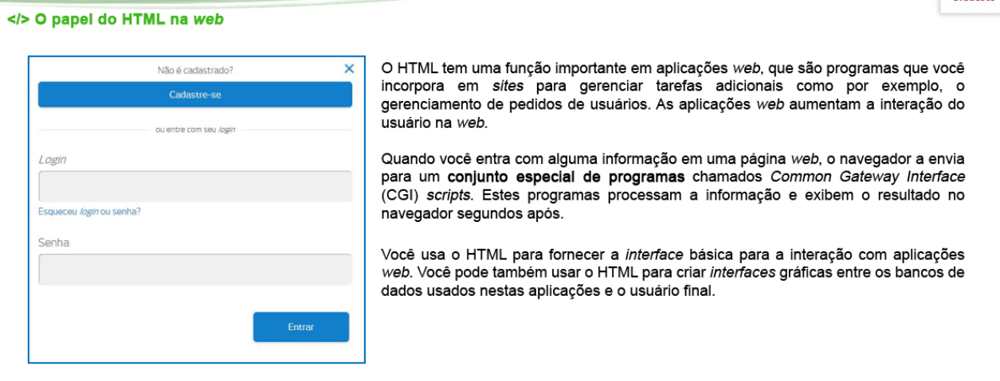 </> O papel do HTML na web
Não é cadastrado?
Cadastre-se
ou entre com seu login
Login
Esqueceu login ou senha?
Senha
Entrar
O HTML tem uma função importante em aplicações web, que são programas que você
incorpora em sites para gerenciar tarefas adicionais como por exemplo, o
gerenciamento de pedidos de usuários. As aplicações web aumentam a interação do
usuário na web.
Quando você entra com alguma informação em uma página web, o navegador a envia
para um conjunto especial de programas chamados Common Gateway Interface
(CGI) scripts. Estes programas processam a informação e exibem o resultado no
navegador segundos após.
Você usa o HTML para fornecer a interface básica para a interação com aplicações
web. Você pode também usar o HTML para criar interfaces gráficas entre os bancos de
dados usados nestas aplicações e o usuário final.